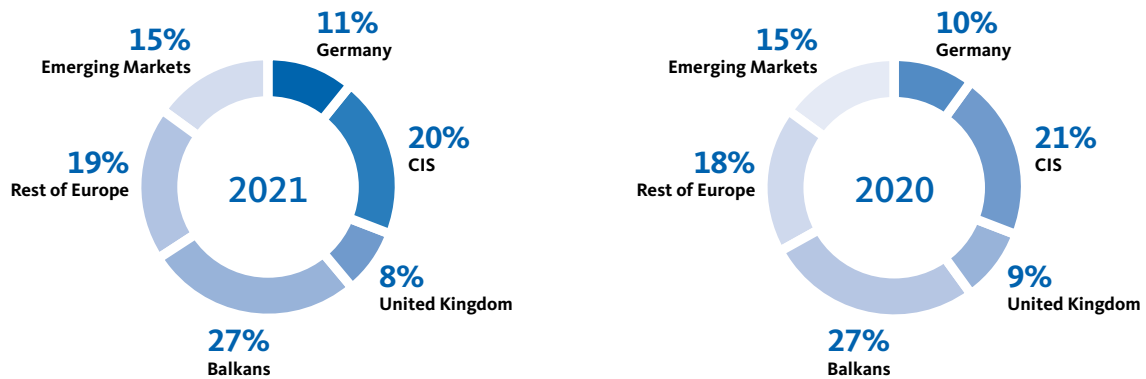 11%
Germany
20%
CIS
8%
United Kingdom
27%
Balkans
19%
Rest of Europe
15%
Emerging Markets
2021
10%
Germany
21%
CIS
9%
United Kingdom
27%
Balkans
18%
Rest of Europe
15%
Emerging Markets
2020